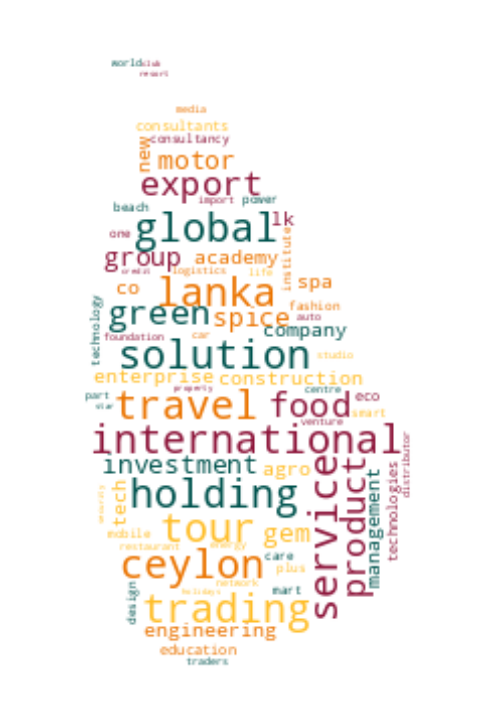 world club
resort
media
consultants
consultancy
new
motor
export
import power
beach
global
lk
one
group academy
institute
credit logistics life
spa
co lanka
fashion
green spice auto
technology
company
foundation car
solution studio
enterprise construction
property centre
part eco
star travel food smart
venture
international
distributor
investment agro
technologies
service
product
management
tech
security
holding
tour gem
mobile
restaurant energy
care
ceylon plus
network
design
holidays mart
trading
engineering
education
traders